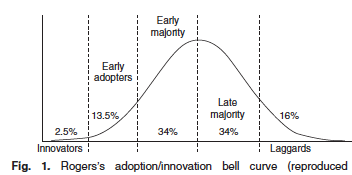 Early
majority
Early
adopters
Late
majority
13.5%
16%
2.5%
34%
34%
Innovators
Laggards
Fig. 1. Rogers's adoption/innovation bell curve (reproduced